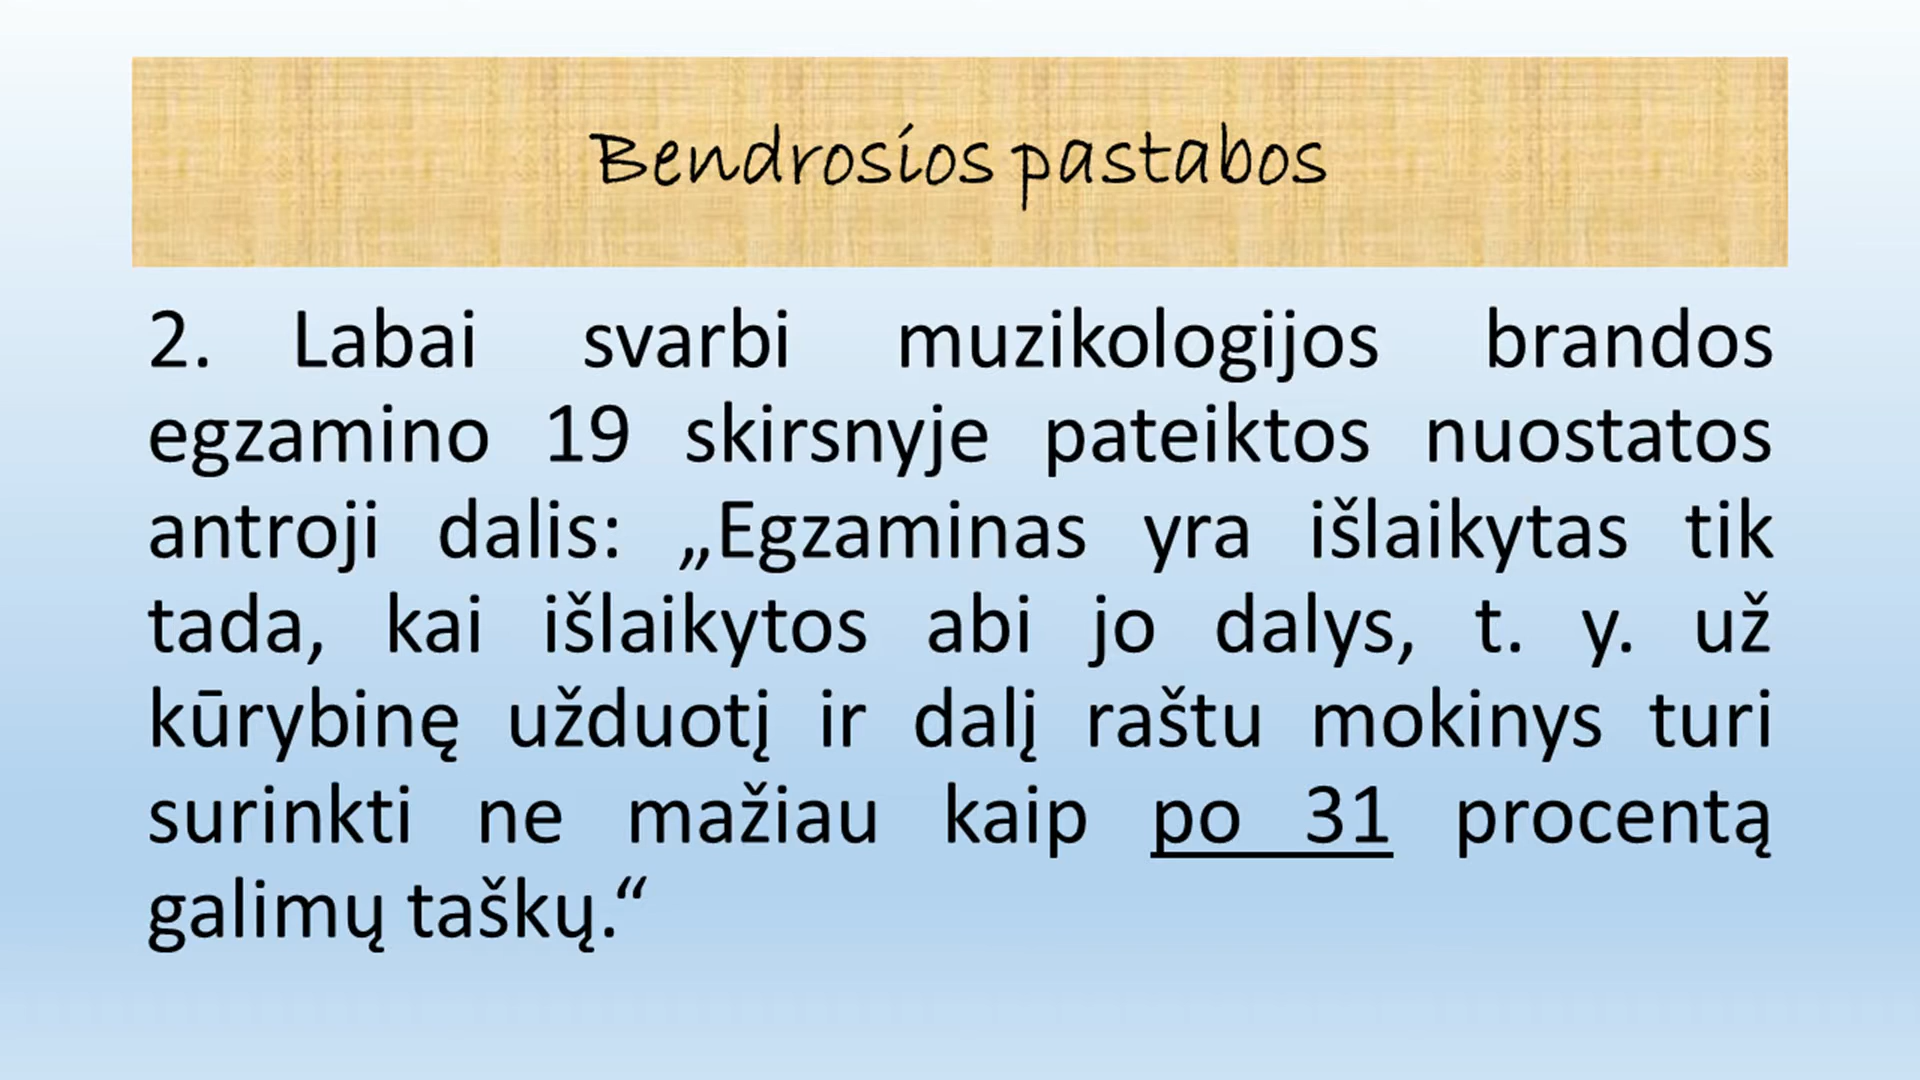 Bendrosios pastabos
2. Labai svarbi muzikologijos brandos
egzamino 19 skirsnyje pateiktos nuostatos
antroji dalis: „Egzaminas yra išlaikytas tik
tada, kai išlaikytos abi jo dalys, t. y. už
kūrybinę užduotį ir dalį raštu mokinys turi
surinkti ne mažiau kaip po 31 procentą
galimų taškų.“